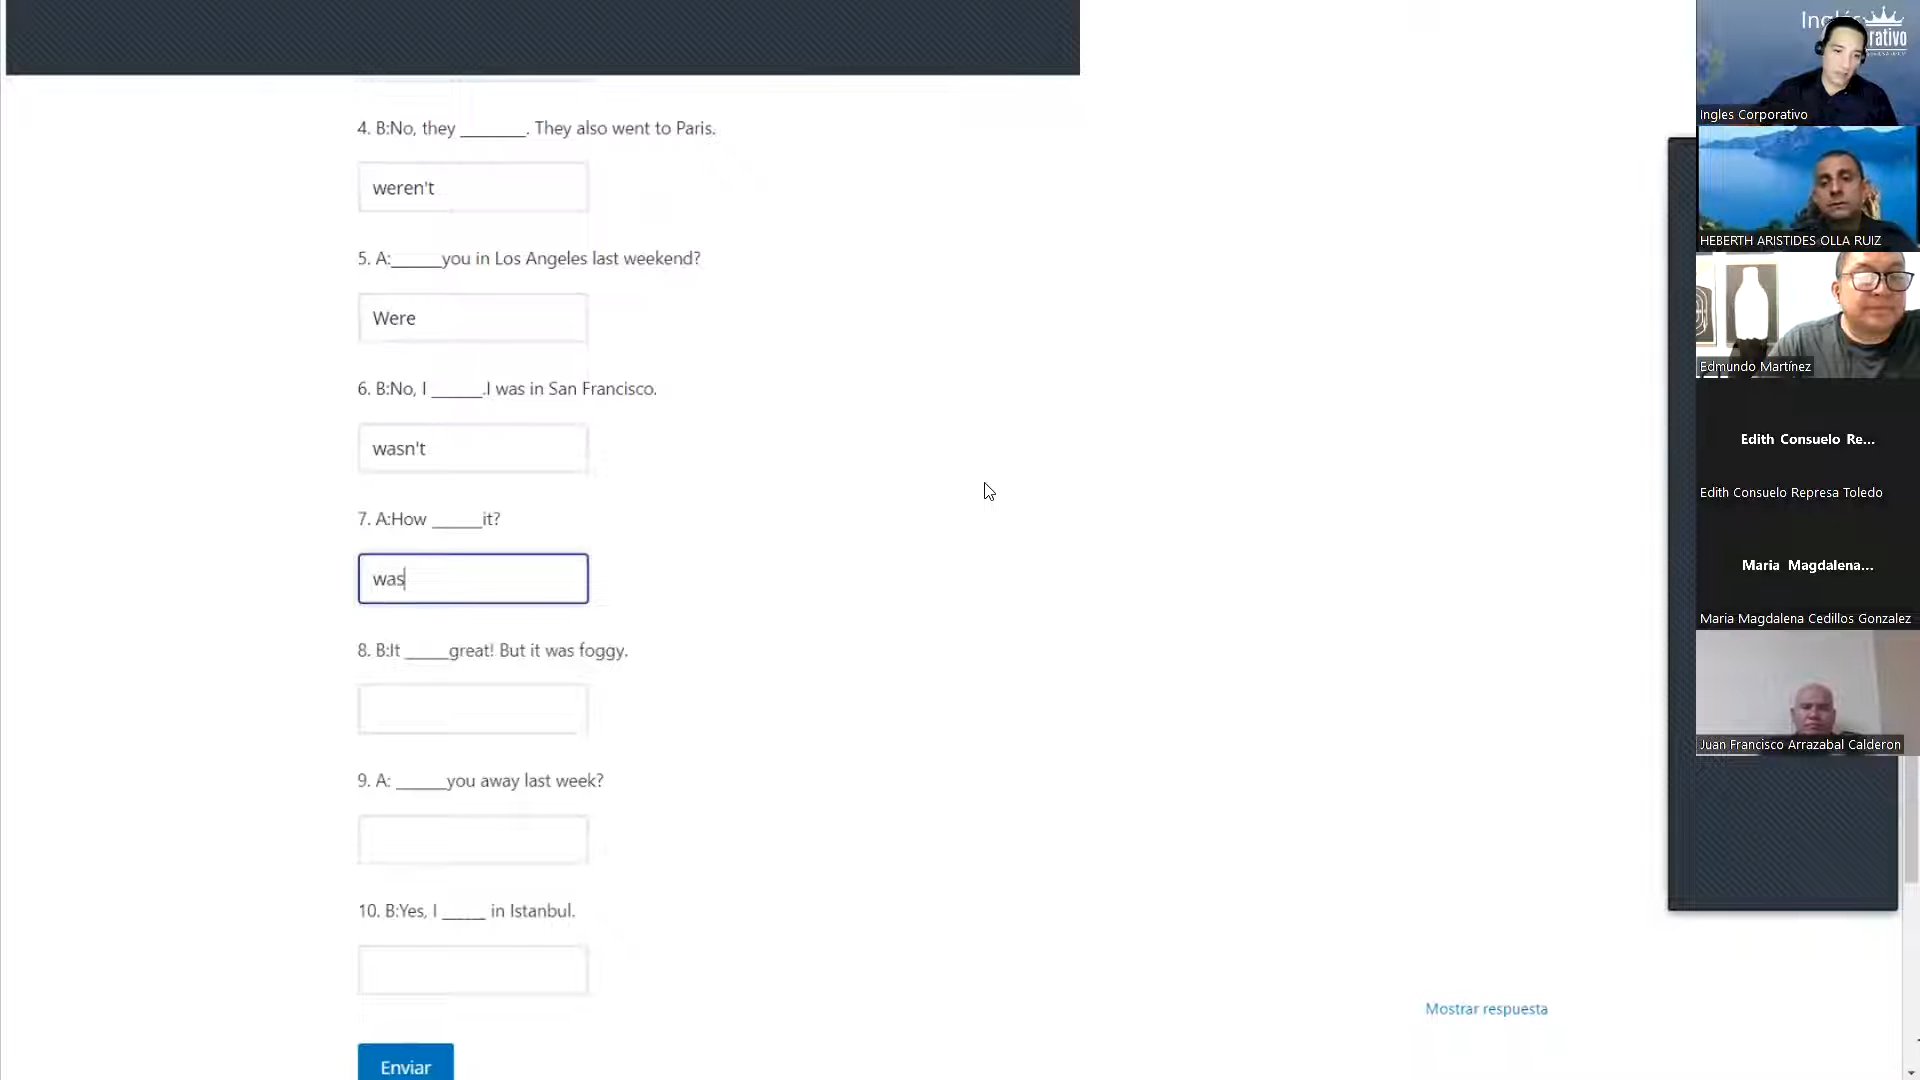 4. B:No, they ________. They also went to Paris.
weren't
5. A:______you in Los Angeles last weekend?
Were
6. B:No, I ______.I was in San Francisco.
wasn't
7. A:How ______it?
was
8. B:It _____great! But it was foggy.
9. A: ______you away last week?
10. B:Yes, I _____ in Istanbul.
Mostrar respuesta
Enviar
Ingles Corporativo
HEBERTH ARISTIDES OLLA RUIZ
Edmundo Martínez
Edith Consuelo Re...
Edith Consuelo Represa Toledo
Maria Magdalena...
Maria Magdalena Cedillos Gonzalez
Juan Francisco Arrazabal Calderon